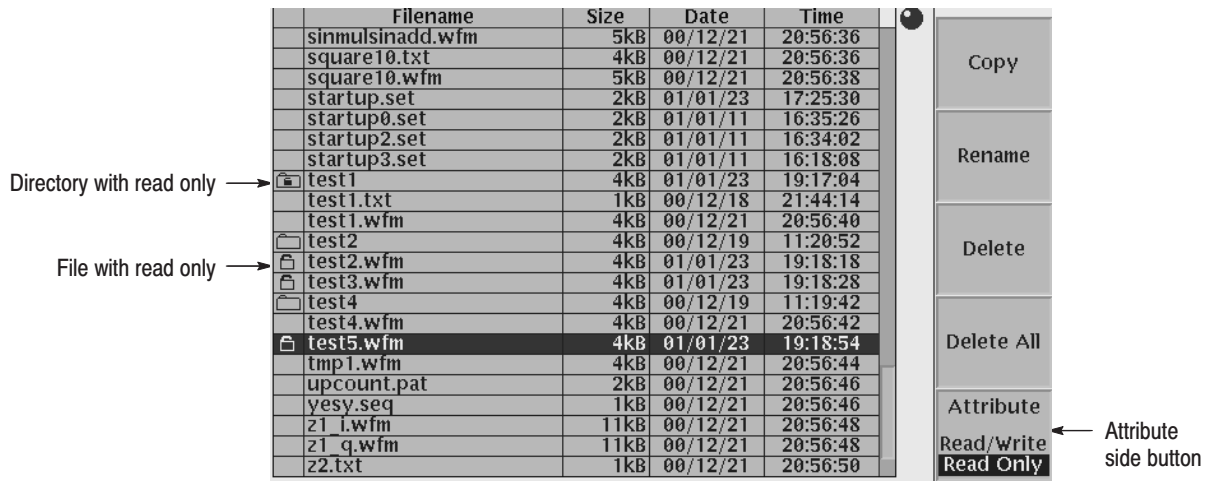 Filename Size Date Time
sinmulsinadd.wfm 5kB 00/12/21 20:56:36
square10.txt 4kB 00/12/21 20:56:36
square10.wfm 5kB 00/12/21 20:56:38
startup.set 2kB 01/01/23 17:25:30
startup0.set 2kB 01/01/11 16:35:26
startup2.set 2kB 01/01/11 16:34:02
startup3.set 2kB 01/01/11 16:18:08
Directory with read only
test1 4kB 01/01/23 19:17:04
test1.txt 1kB 00/12/18 21:44:14
test1.wfm 4kB 00/12/21 20:56:40
test2 4kB 00/12/19 11:20:52
File with read only
test2.wfm 4kB 01/01/23 19:18:18
test3.wfm 4kB 01/01/23 19:18:28
test4 4kB 00/12/19 11:19:42
test4.wfm 4kB 00/12/21 20:56:42
test5.wfm 4kB 01/01/23 19:18:54
tmp1.wfm 4kB 00/12/21 20:56:44
upcount.pat 2kB 00/12/21 20:56:46
yesy.seq 1kB 00/12/21 20:56:46
z1_i.wfm 11kB 00/12/21 20:56:48
z1_q.wfm 11kB 00/12/21 20:56:48
z2.txt 1kB 00/12/21 20:56:50
Copy
Rename
Delete
Delete All
Attribute
Read/Write
Read Only
Attribute
side button